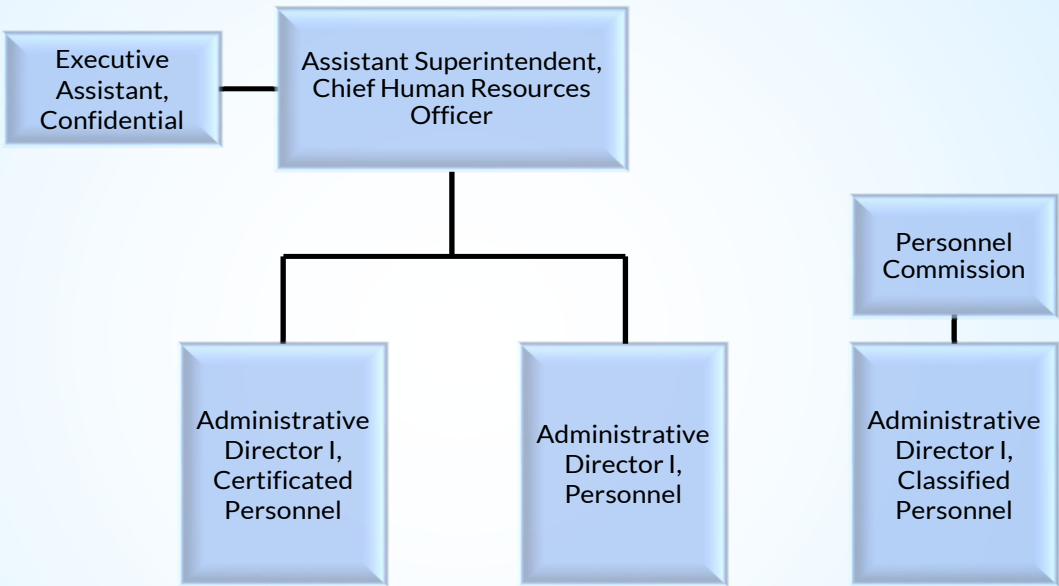 Executive
Assistant,
Confidential
Assistant Superintendent,
Chief Human Resources
Officer
Personnel
Commission
Administrative
Director I,
Certificated
Personnel
Administrative
Director I,
Personnel
Administrative
Director I,
Classified
Personnel